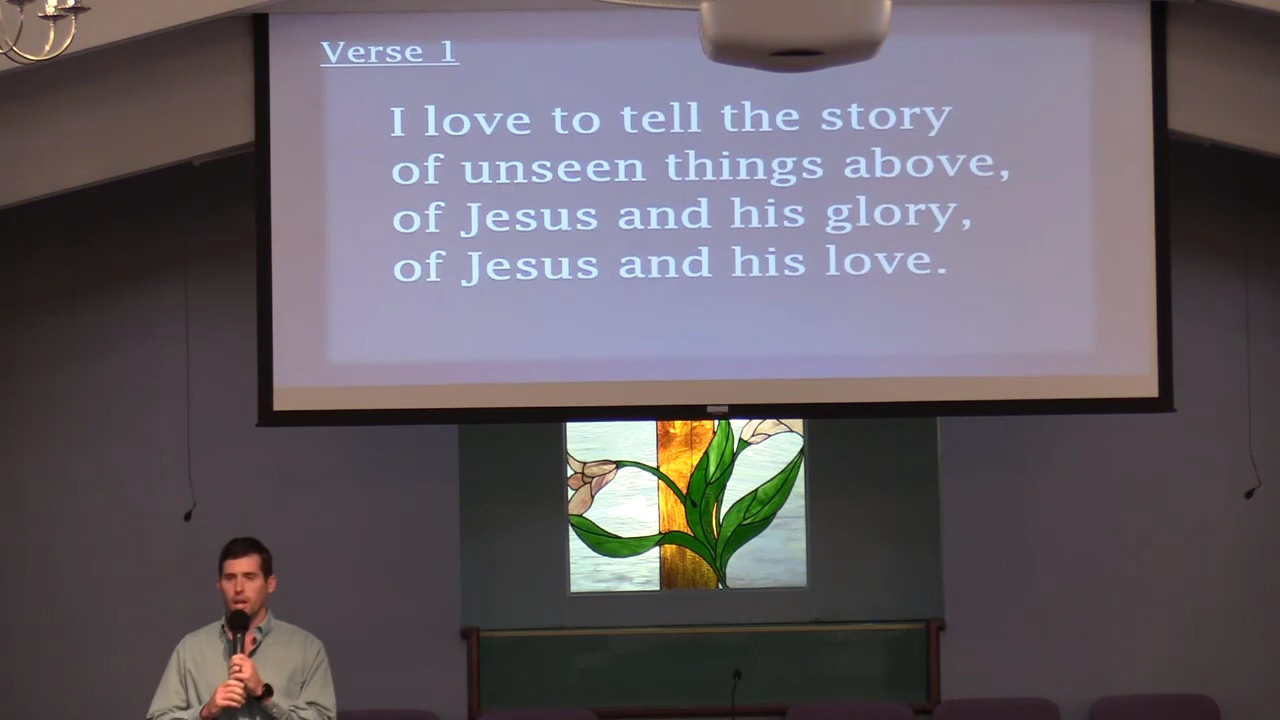 Verse 1
I love to tell the story
of unseen things above,
of Jesus and his glory,
of Jesus and his love.